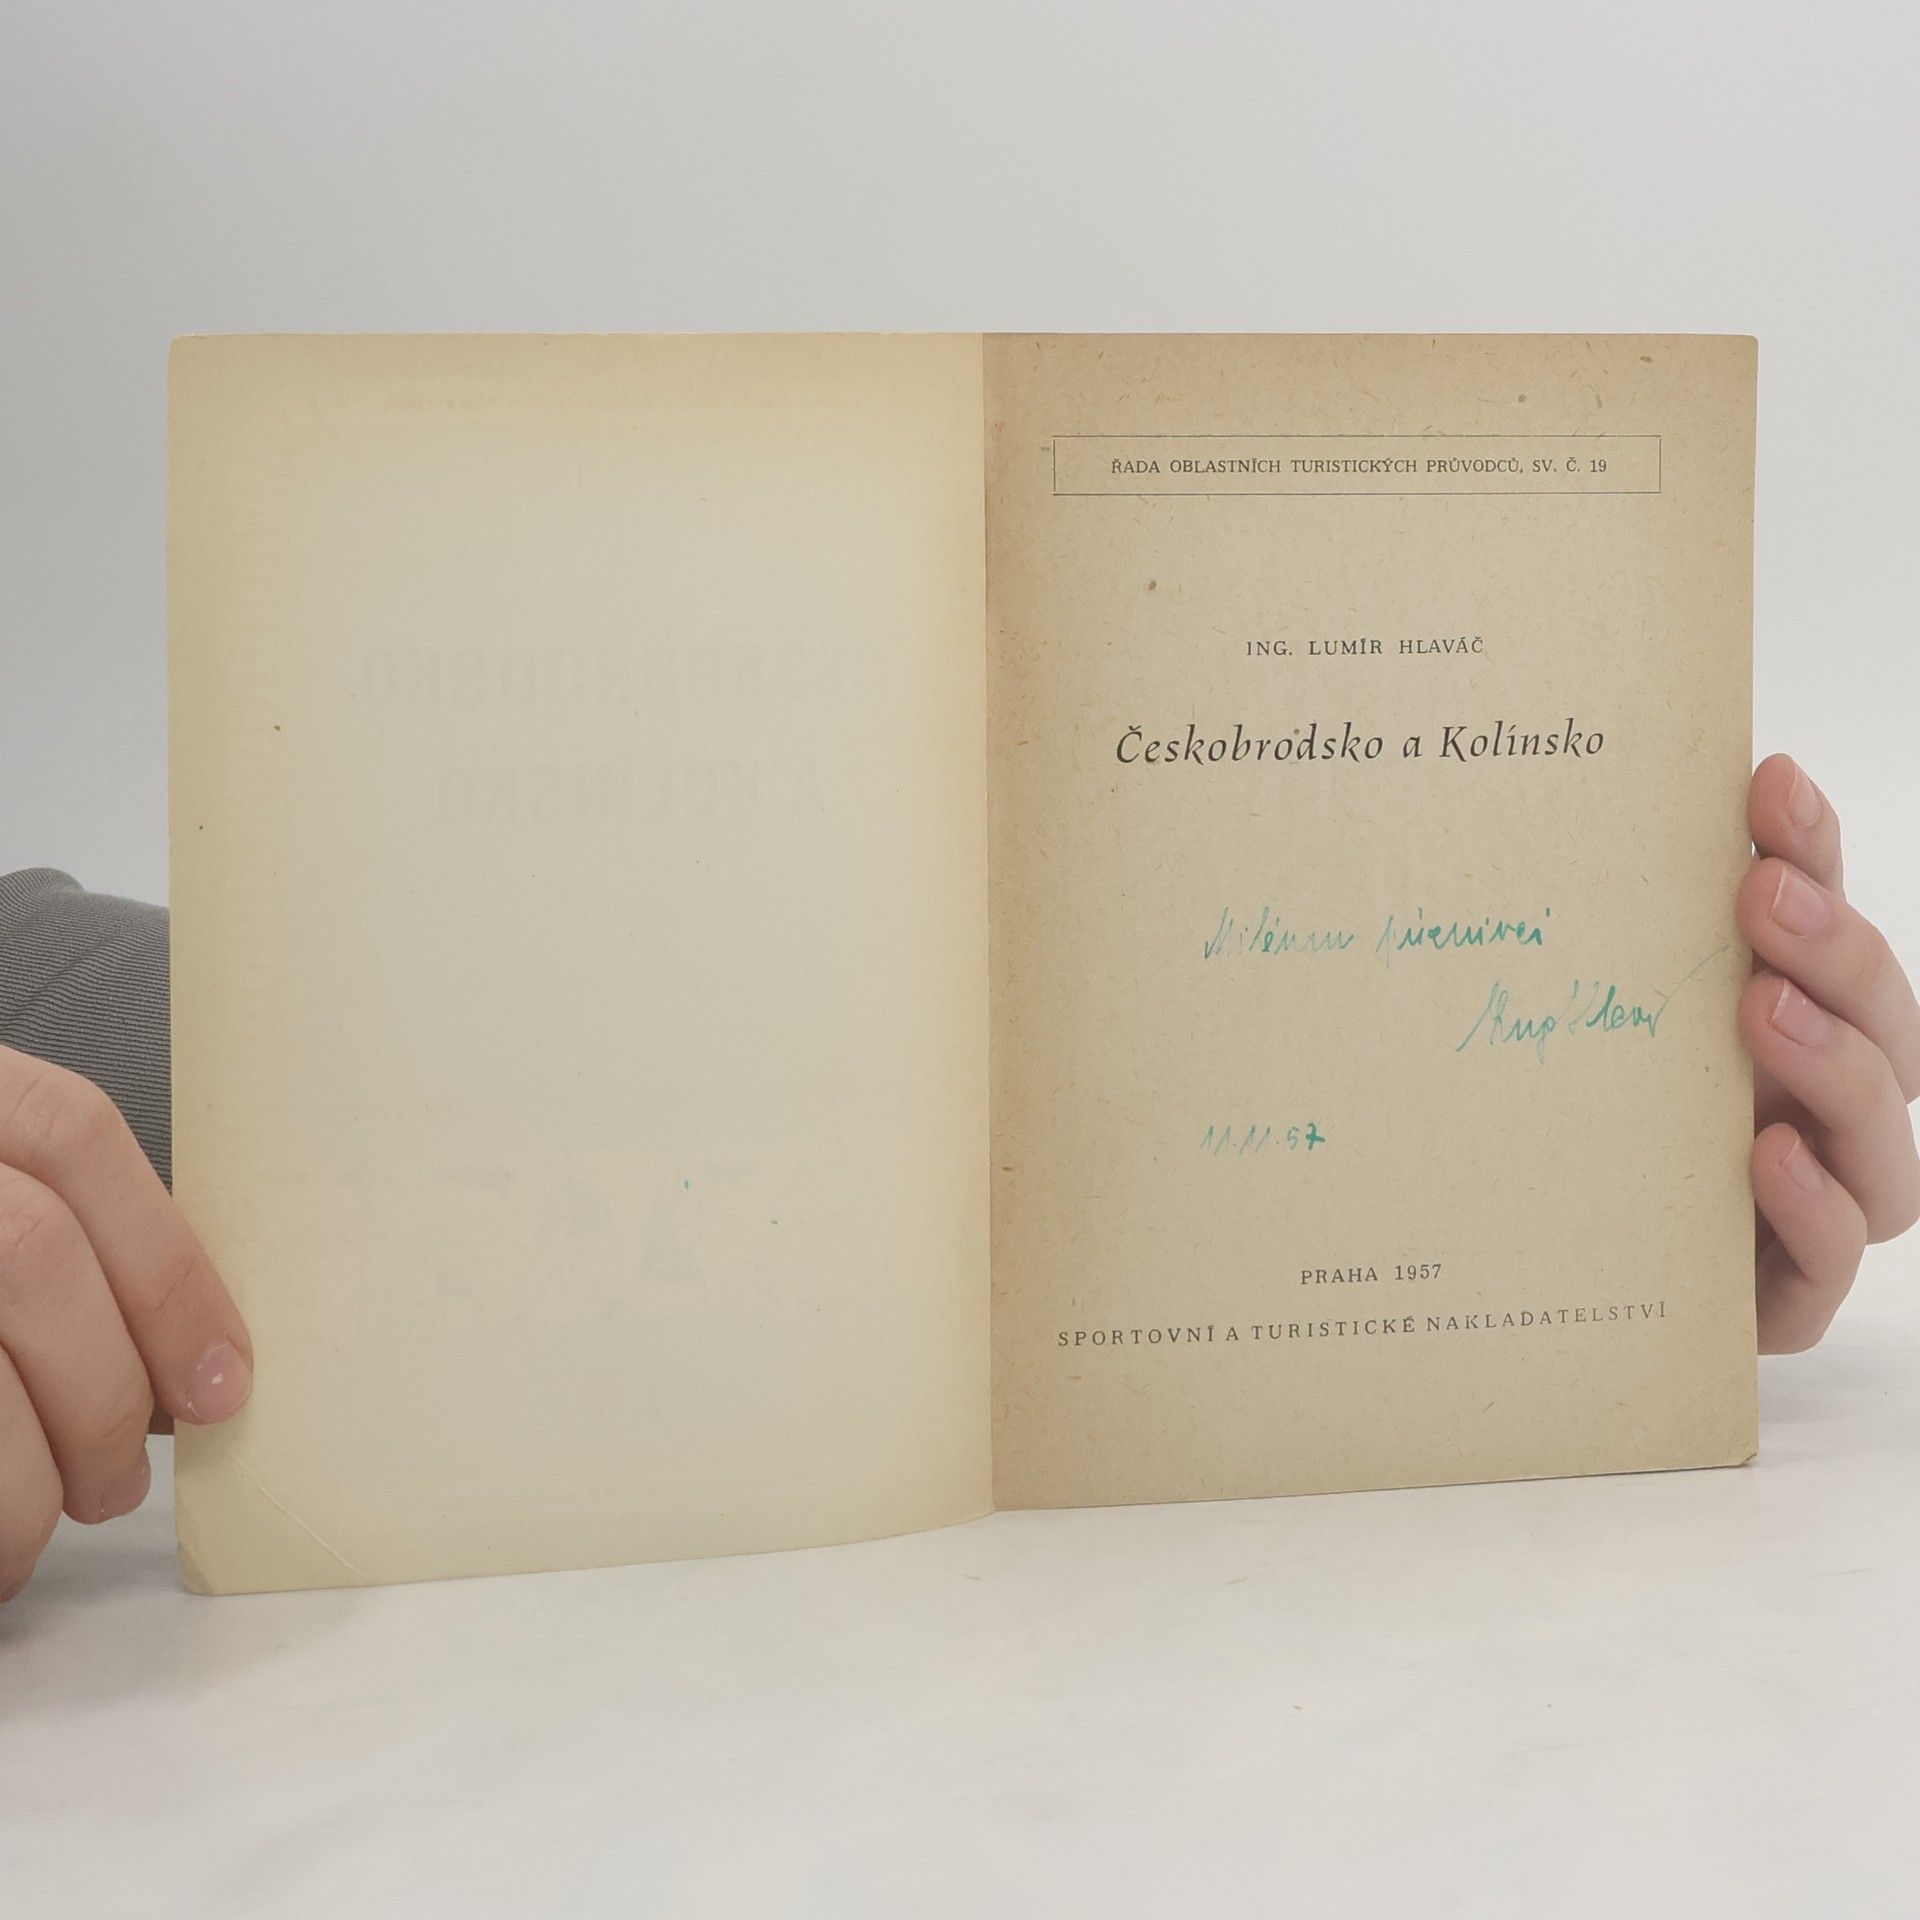 ŘADA OBLASTNÍCH TURISTICKÝCH PRŮVODCŮ, SV. Č. 19
ING. LUMÍR HLAVÁČ
Českobrodsko a Kolínsko
11.11.57
PRAHA 1957
SPORTOVNÍ A TURISTICKÉ NAKLADATELSTVÍ